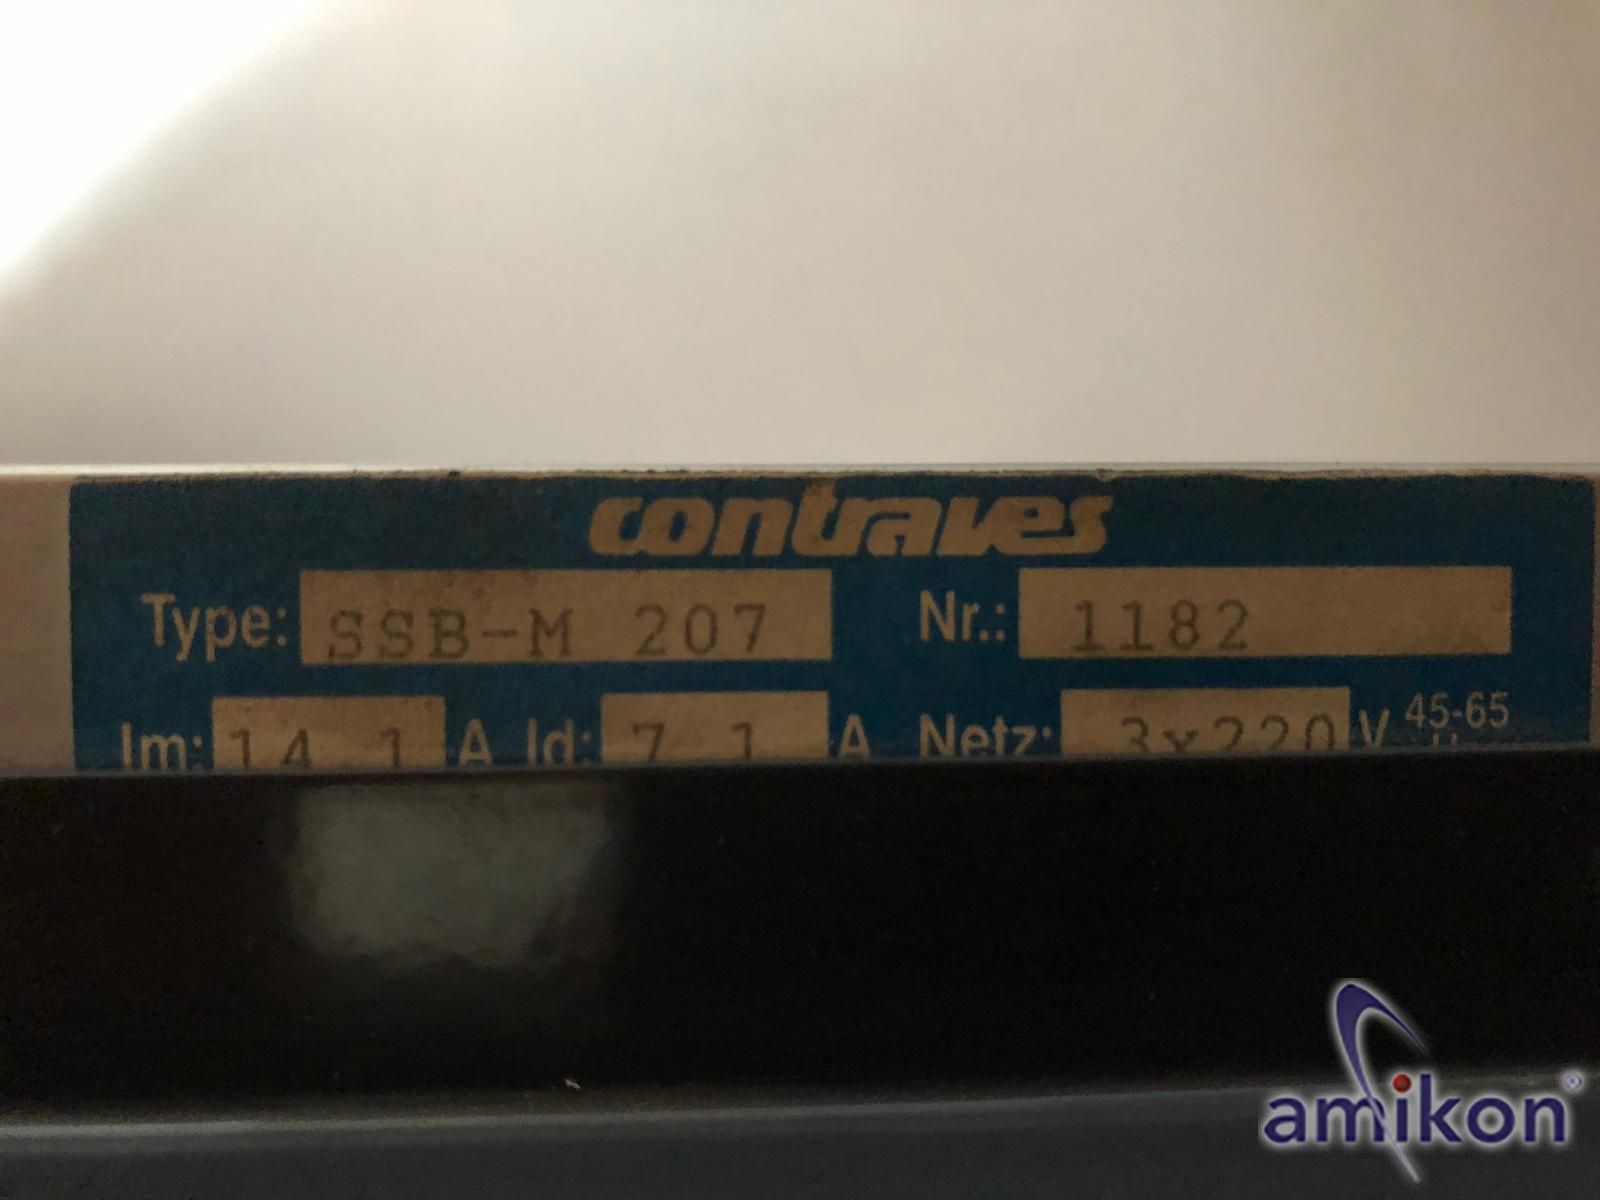 contraves
Type: SSB-M 207 Nr.: 1182
Im: 14 1 A Id: 7 1 A Netz: 3x220 V 45-65
amikon®